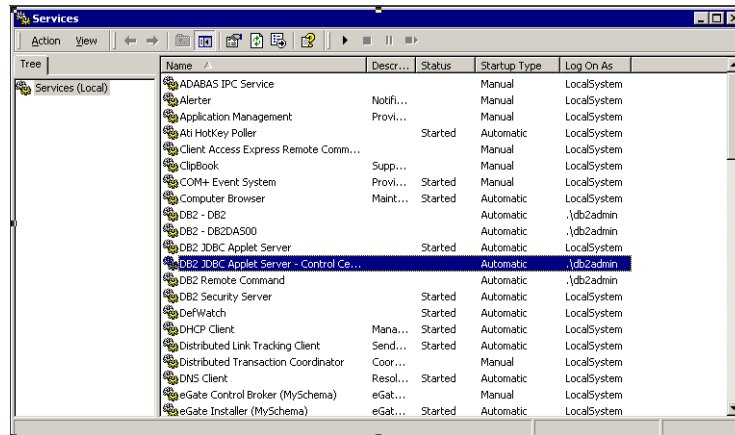 Services
Action View
Tree
Name Descr... Status Startup Type Log On As
Services (Local)
ADABAS IPC Service Manual LocalSystem
Alerter Notifi... Manual LocalSystem
Application Management Provi... Manual LocalSystem
Ati HotKey Poller Started Automatic LocalSystem
Client Access Express Remote Comm... Manual LocalSystem
ClipBook Supp... Manual LocalSystem
COM+ Event System Provi... Started Manual LocalSystem
Computer Browser Maint... Started Automatic LocalSystem
DB2 - DB2 Automatic .\db2admin
DB2 - DB2DAS00 Automatic .\db2admin
DB2 JDBC Applet Server Started Automatic LocalSystem
DB2 JDBC Applet Server - Control Ce... Automatic .\db2admin
DB2 Remote Command Automatic .\db2admin
DB2 Security Server Started Automatic LocalSystem
DefWatch Started Automatic LocalSystem
DHCP Client Mana... Started Automatic LocalSystem
Distributed Link Tracking Client Send... Started Automatic LocalSystem
Distributed Transaction Coordinator Coor... Manual LocalSystem
DNS Client Resol... Started Automatic LocalSystem
eGate Control Broker (MySchema) eGat... Manual LocalSystem
eGate Installer (MySchema) eGat... Started Automatic LocalSystem